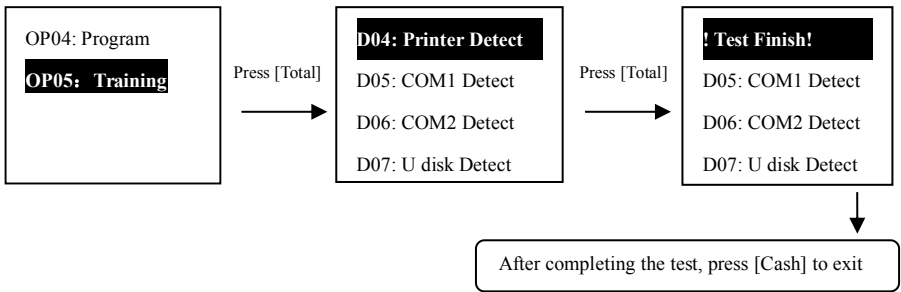 OP04: Program
OP05： Training
Press [Total]
D04: Printer Detect
D05: COM1 Detect
D06: COM2 Detect
D07: U disk Detect
Press [Total]
! Test Finish!
D05: COM1 Detect
D06: COM2 Detect
D07: U disk Detect
After completing the test, press [Cash] to exit